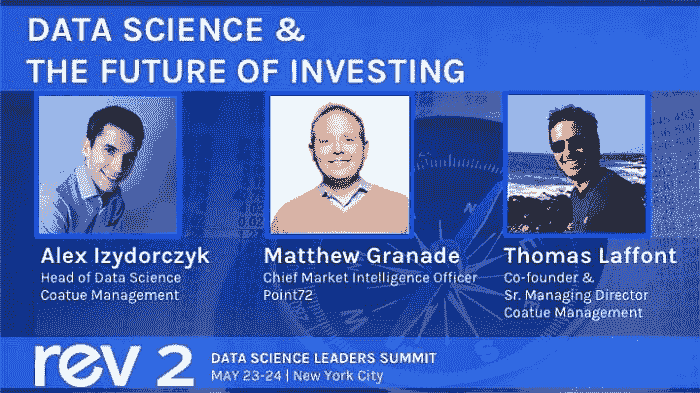 DATA SCIENCE &
THE FUTURE OF INVESTING
Alex Izydorczyk
Head of Data Science
Coatue Management
Matthew Granade
Chief Market Intelligence Officer
Point72
Thomas Laffont
Co-founder &
Sr. Managing Director
Coatue Management
rev 2
DATA SCIENCE LEADERS SUMMIT
MAY 23-24 | New York City